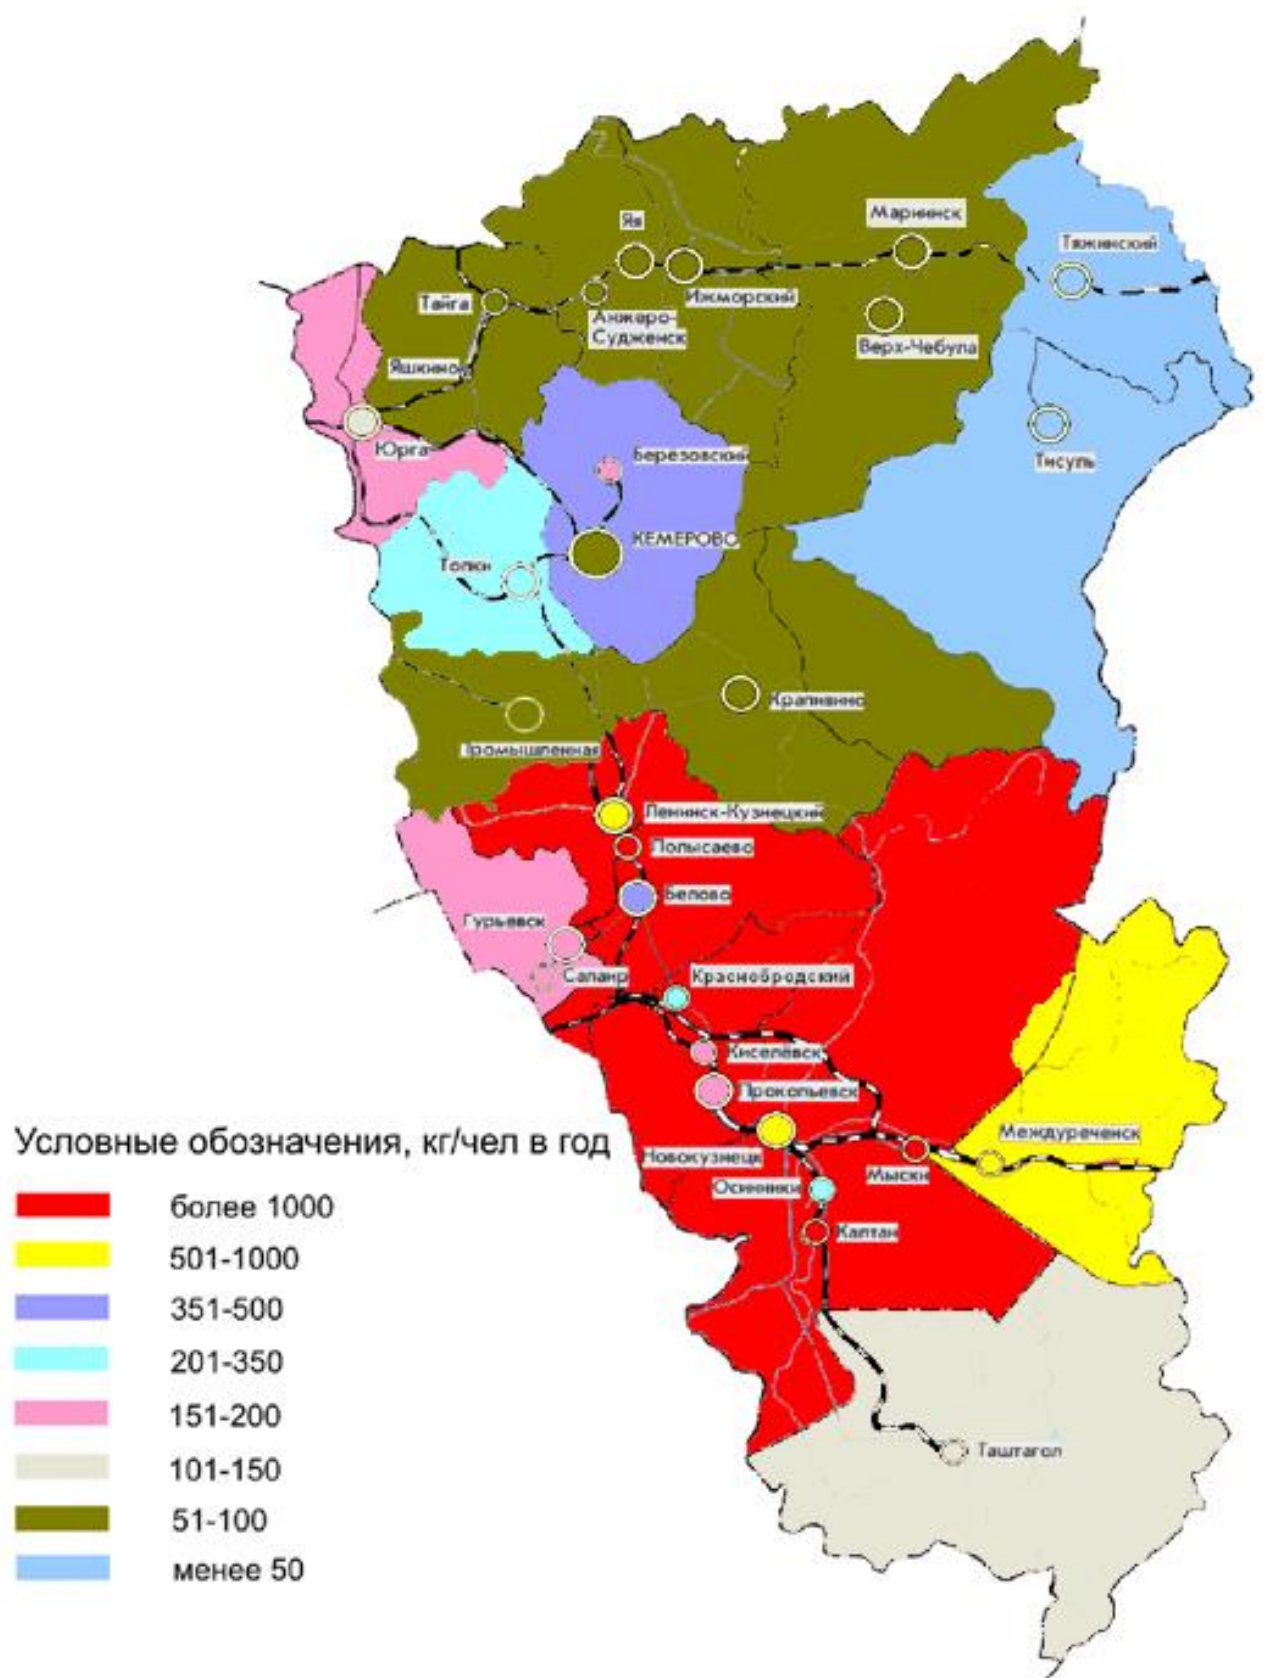 Яя
Мариинск
Тяжинский
Ижморский
Тайга
Анжеро-
Судженск
Верх-Чебула
Яшкино
Юрга
Берёзовский
Тисуль
КЕМЕРОВО
Топки
Крапивино
Промышленная
Ленинск-Кузнецкий
Полысаево
Белово
Гурьевск
Салаир
Краснобродский
Киселёвск
Прокопьевск
Условные обозначения, кг/чел в год
Междуреченск
Новокузнецк
Мыски
Осинники
более 1000
Калтан
501-1000
351-500
201-350
151-200
Таштагол
101-150
51-100
менее 50